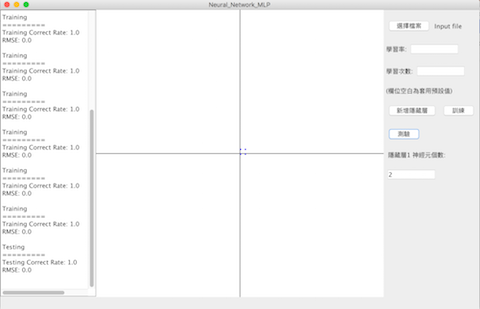 Neural_Network_MLP
Training
=========
Training Correct Rate: 1.0
RMSE: 0.0
Training
=========
Training Correct Rate: 1.0
RMSE: 0.0
Training
=========
Training Correct Rate: 1.0
RMSE: 0.0
Training
=========
Training Correct Rate: 1.0
RMSE: 0.0
Training
=========
Training Correct Rate: 1.0
RMSE: 0.0
Training
=========
Training Correct Rate: 1.0
RMSE: 0.0
Testing
=========
Testing Correct Rate: 1.0
RMSE: 0.0
選擇檔案 Input file
學習率:
學習次數:
(欄位空白為套用預設值)
新增隱藏層 訓練
測驗
隱藏層1 神經元個數:
2